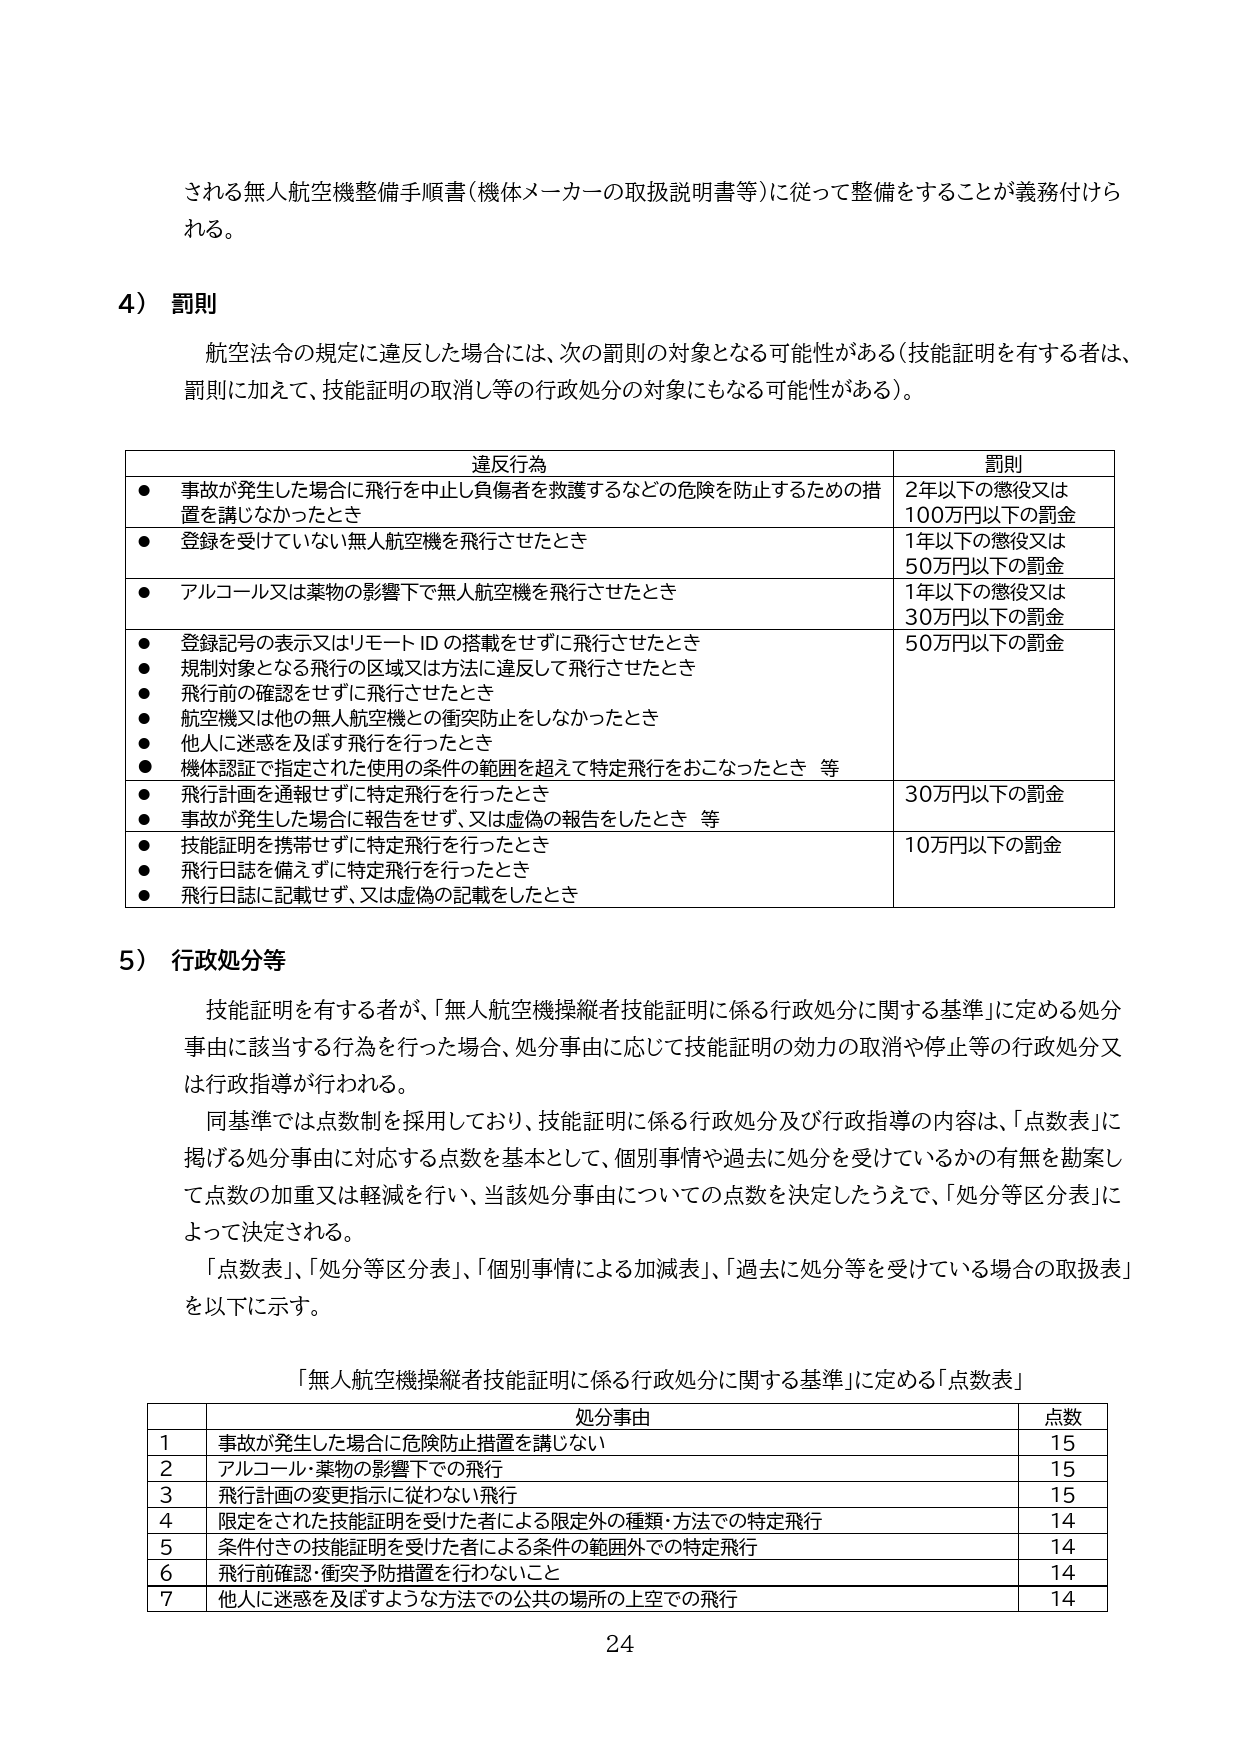 される無人航空機整備手順書（機体メーカーの取扱説明書等）に従って整備をすることが義務付けら
れる。
4） 罰則
航空法令の規定に違反した場合には、次の罰則の対象となる可能性がある（技能証明を有する者は、
罰則に加えて、技能証明の取消し等の行政処分の対象にもなる可能性がある）。
違反行為 罰則
● 事故が発生した場合に飛行を中止し負傷者を救護するなどの危険を防止するための措 2年以下の懲役又は
置を講じなかったとき 100万円以下の罰金
● 登録を受けていない無人航空機を飛行させたとき 1年以下の懲役又は
50万円以下の罰金
● アルコール又は薬物の影響下で無人航空機を飛行させたとき 1年以下の懲役又は
30万円以下の罰金
● 登録記号の表示又はリモート ID の搭載をせずに飛行させたとき 50万円以下の罰金
● 規制対象となる飛行の区域又は方法に違反して飛行させたとき
● 飛行前の確認をせずに飛行させたとき
● 航空機又は他の無人航空機との衝突防止をしなかったとき
● 他人に迷惑を及ぼす飛行を行ったとき
● 機体認証で指定された使用の条件の範囲を超えて特定飛行をおこなったとき 等
● 飛行計画を通報せずに特定飛行を行ったとき 30万円以下の罰金
● 事故が発生した場合に報告をせず、又は虚偽の報告をしたとき 等
● 技能証明を携帯せずに特定飛行を行ったとき 10万円以下の罰金
● 飛行日誌を備えずに特定飛行を行ったとき
● 飛行日誌に記載せず、又は虚偽の記載をしたとき
5） 行政処分等
技能証明を有する者が、「無人航空機操縦者技能証明に係る行政処分に関する基準」に定める処分
事由に該当する行為を行った場合、処分事由に応じて技能証明の効力の取消や停止等の行政処分又
は行政指導が行われる。
同基準では点数制を採用しており、技能証明に係る行政処分及び行政指導の内容は、「点数表」に
掲げる処分事由に対応する点数を基本として、個別事情や過去に処分を受けているかの有無を勘案し
て点数の加重又は軽減を行い、当該処分事由についての点数を決定したうえで、「処分等区分表」に
よって決定される。
「点数表」、「処分等区分表」、「個別事情による加減表」、「過去に処分等を受けている場合の取扱表」
を以下に示す。
「無人航空機操縦者技能証明に係る行政処分に関する基準」に定める「点数表」
処分事由 点数
1 事故が発生した場合に危険防止措置を講じない 15
2 アルコール・薬物の影響下での飛行 15
3 飛行計画の変更指示に従わない飛行 15
4 限定をされた技能証明を受けた者による限定外の種類・方法での特定飛行 14
5 条件付きの技能証明を受けた者による条件の範囲外での特定飛行 14
6 飛行前確認・衝突予防措置を行わないこと 14
7 他人に迷惑を及ぼすような方法での公共の場所の上空での飛行 14
24